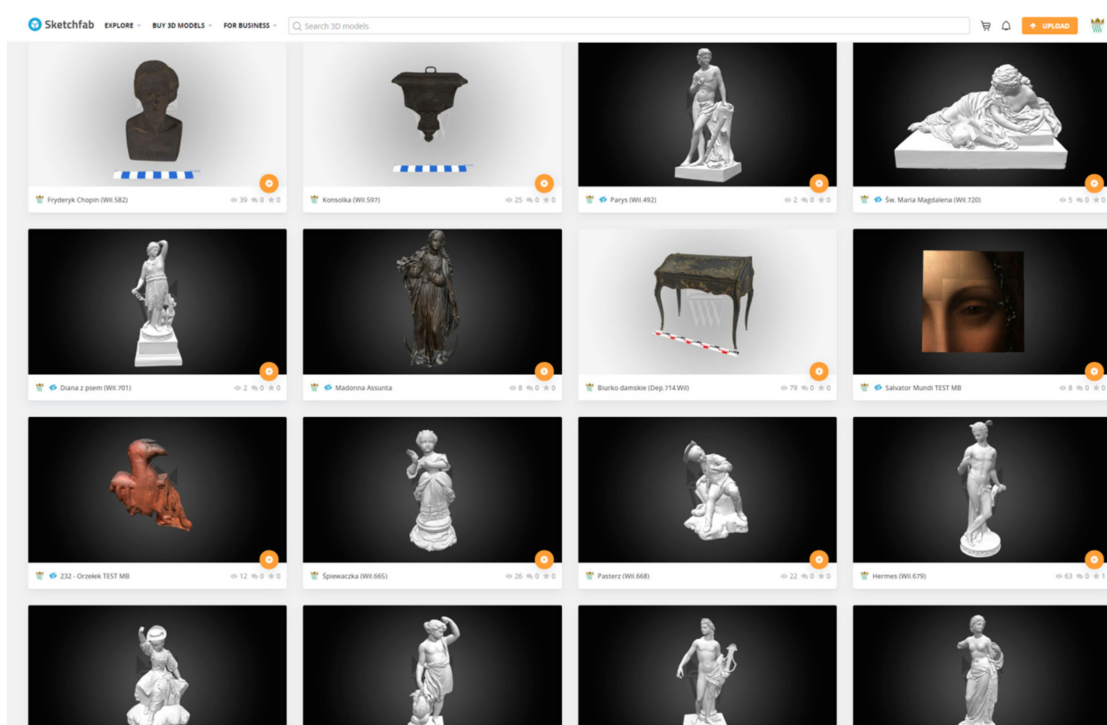 Sketchfab EXPLORE BUY 3D MODELS FOR BUSINESS Search 3D models + UPLOAD
Fryderyk Chopin (Wil.582) 39 0 0
Konsolka (Wil.597) 25 0 0
Parys (Wil.492) 2 0 0
Św. Maria Magdalena (Wil.720) 5 0 0
Diana z psem (Wil.701) 2 0 0
Madonna Assunta 8 0 0
Biurko damskie (Dep.714 Wil) 79 0 0
Salvator Mundi TEST MB 8 0 0
232 - Orzełek TEST MB 12 0 0
Śpiewaczka (Wil.665) 26 0 0
Pasterz (Wil.668) 22 0 0
Hermes (Wil.679) 63 0 1